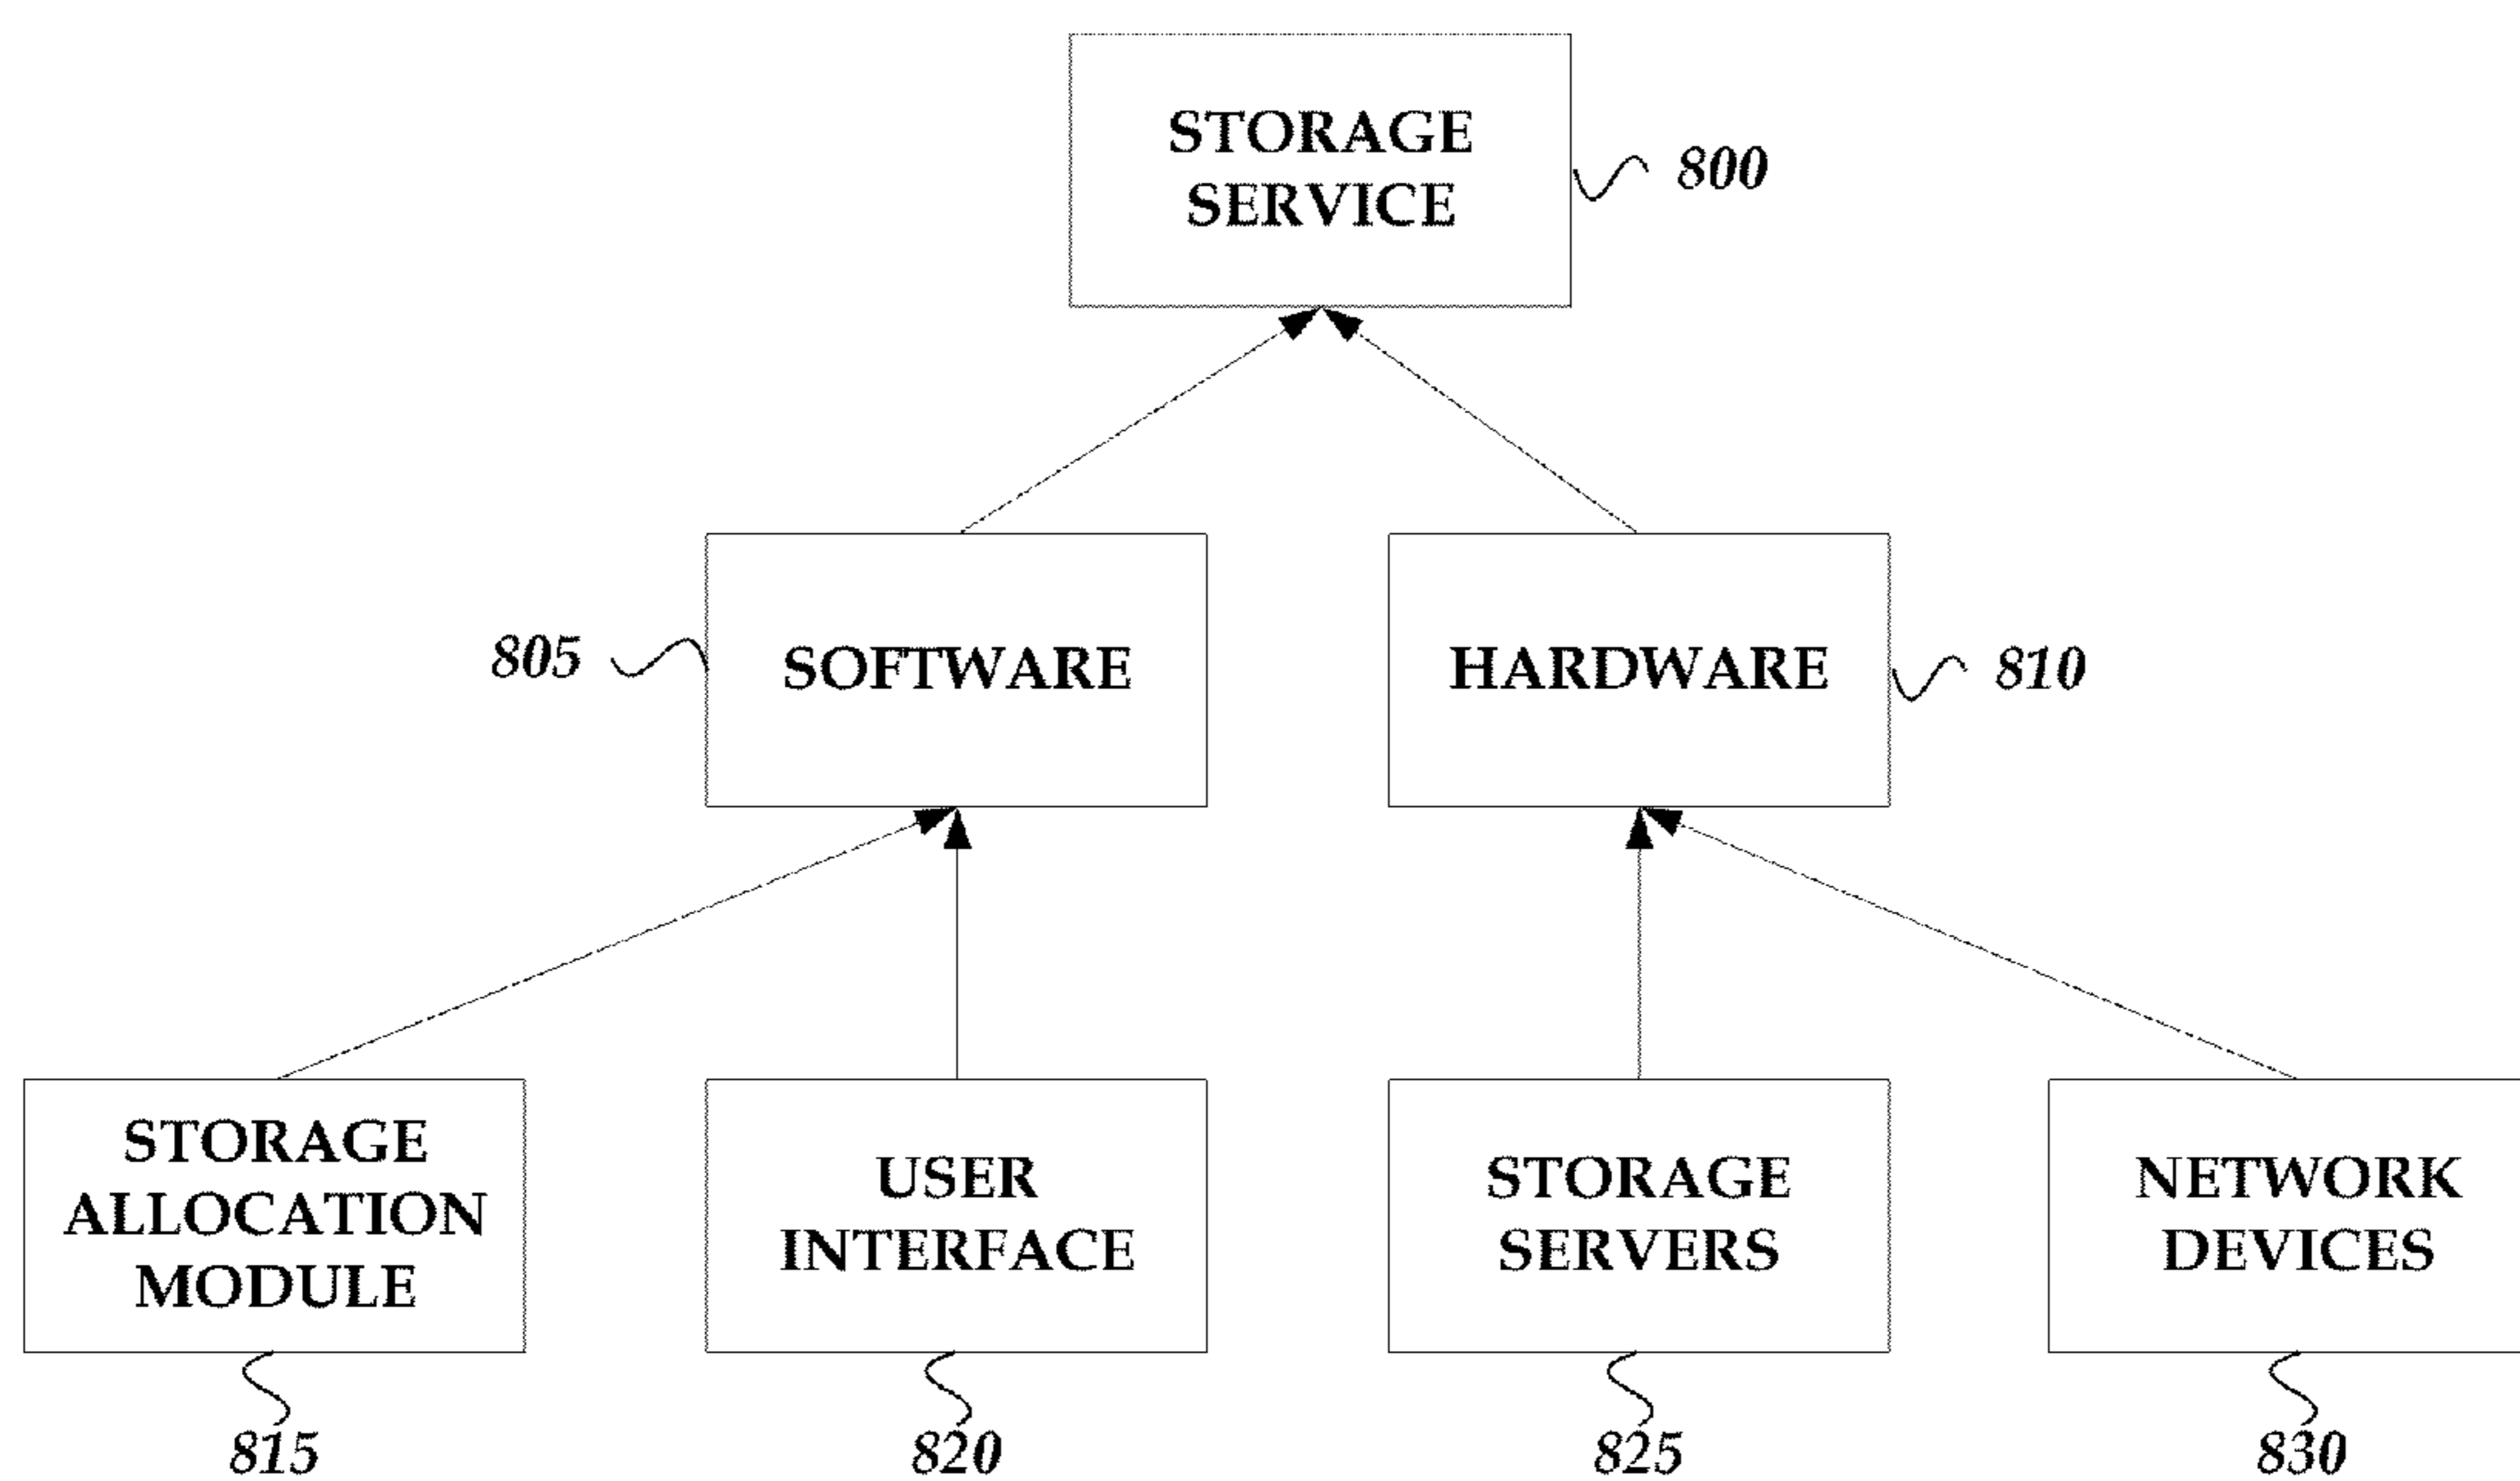 STORAGE
SERVICE
800
805
SOFTWARE
HARDWARE
810
STORAGE
ALLOCATION
MODULE
USER
INTERFACE
STORAGE
SERVERS
NETWORK
DEVICES
815
820
825
830